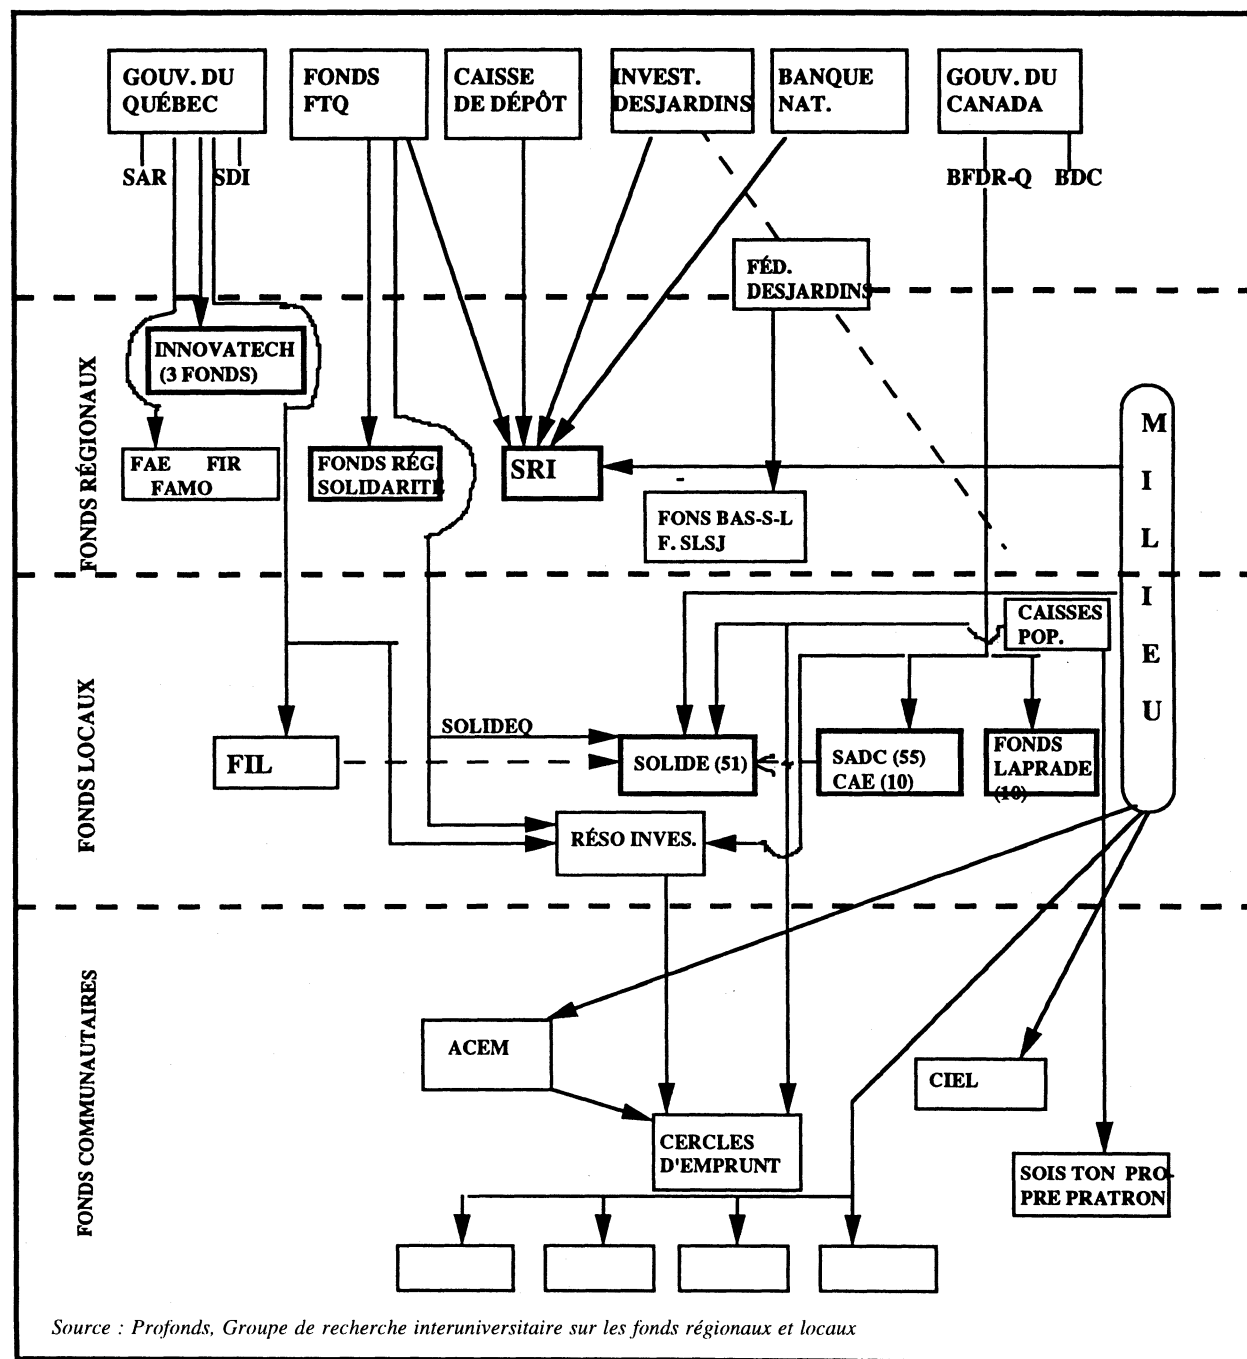 GOUV. DU
QUÉBEC
FONDS
FTQ
CAISSE
DE DÉPÔT
INVEST.
DESJARDINS
BANQUE
NAT.
GOUV. DU
CANADA
SAR
SDI
BFDR-Q
BDC
FÉD.
DESJARDINS
FONDS RÉGIONAUX
INNOVATECH
(3 FONDS)
FAE FIR
FAMO
FONDS RÉG.
SOLIDARITÉ
SRI
FONS BAS-S-L
F. SLSJ
MILIEU
FONDS LOCAUX
CAISSES
POP.
SOLIDEQ
FIL
SOLIDE (51)
SADC (55)
CAE (10)
FONDS
LAPRADE
(10)
RÉSO INVES.
FONDS COMMUNAUTAIRES
ACEM
CIEL
CERCLES
D'EMPRUNT
SOIS TON PRO-
PRE PRATRON
Source : Profonds, Groupe de recherche interuniversitaire sur les fonds régionaux et locaux